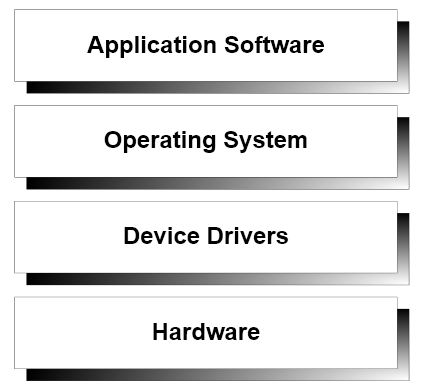 Application Software
Operating System
Device Drivers
Hardware